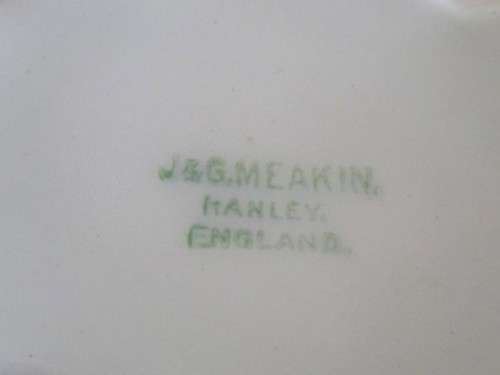 J & G. MEAKIN.
HANLEY.
ENGLAND.